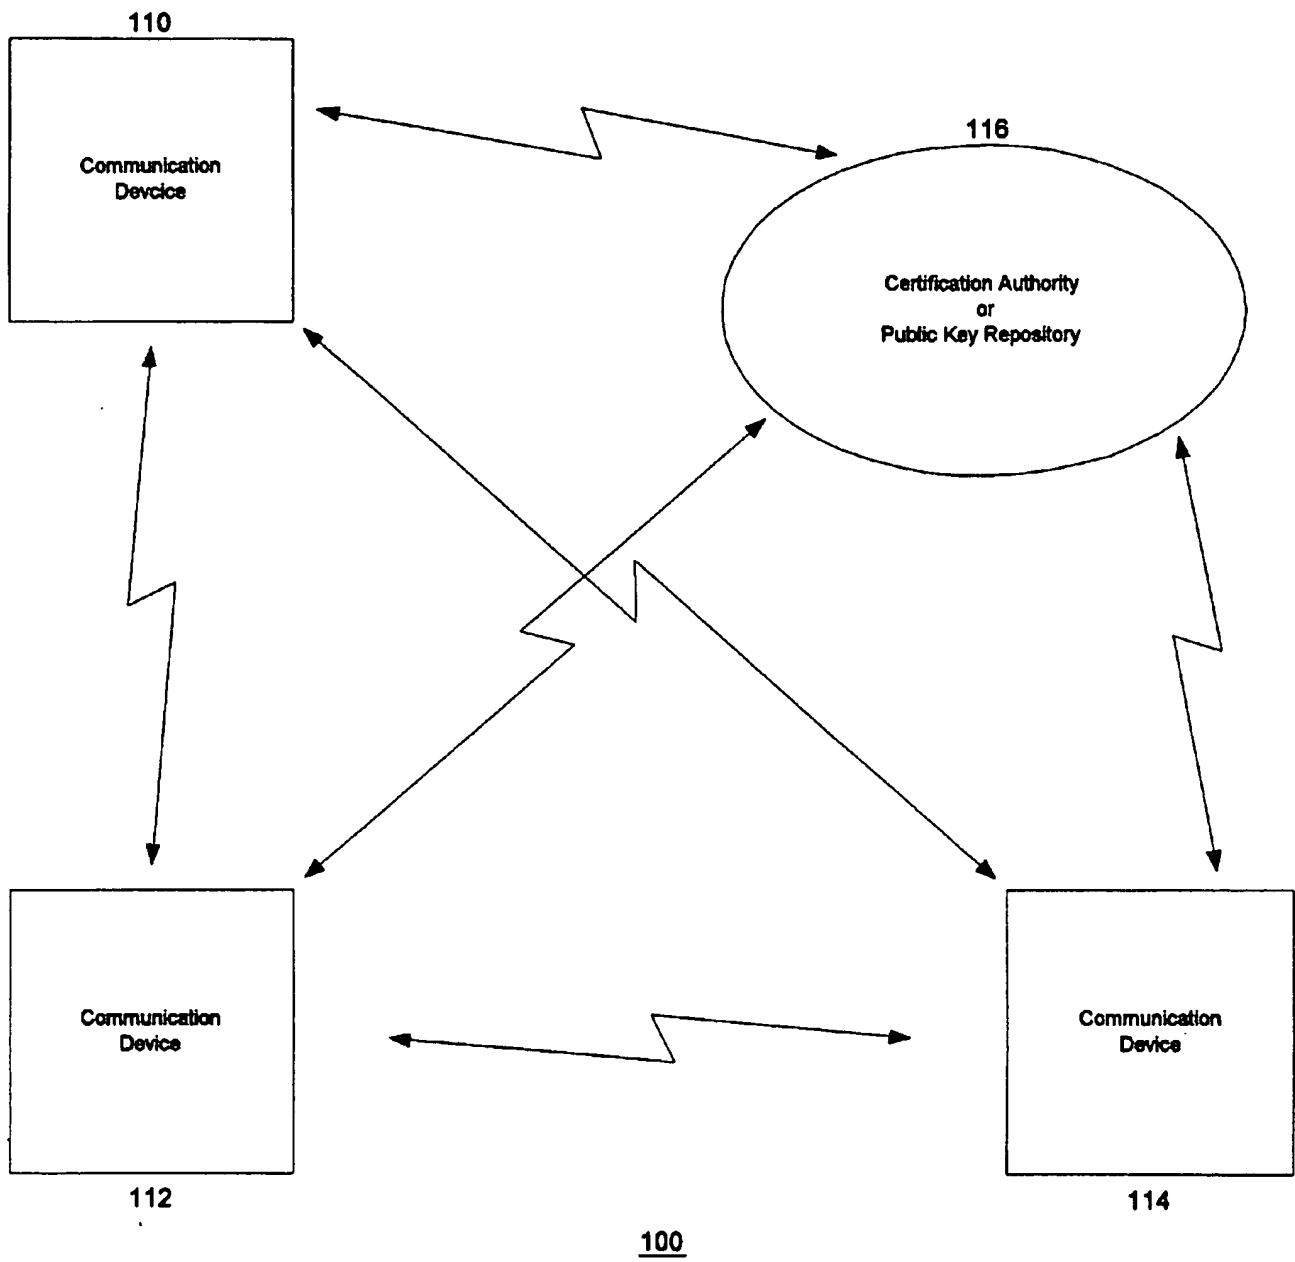 110
Communication
Devcice
116
Certification Authority
or
Public Key Repository
Communication
Device
112
Communication
Device
114
100